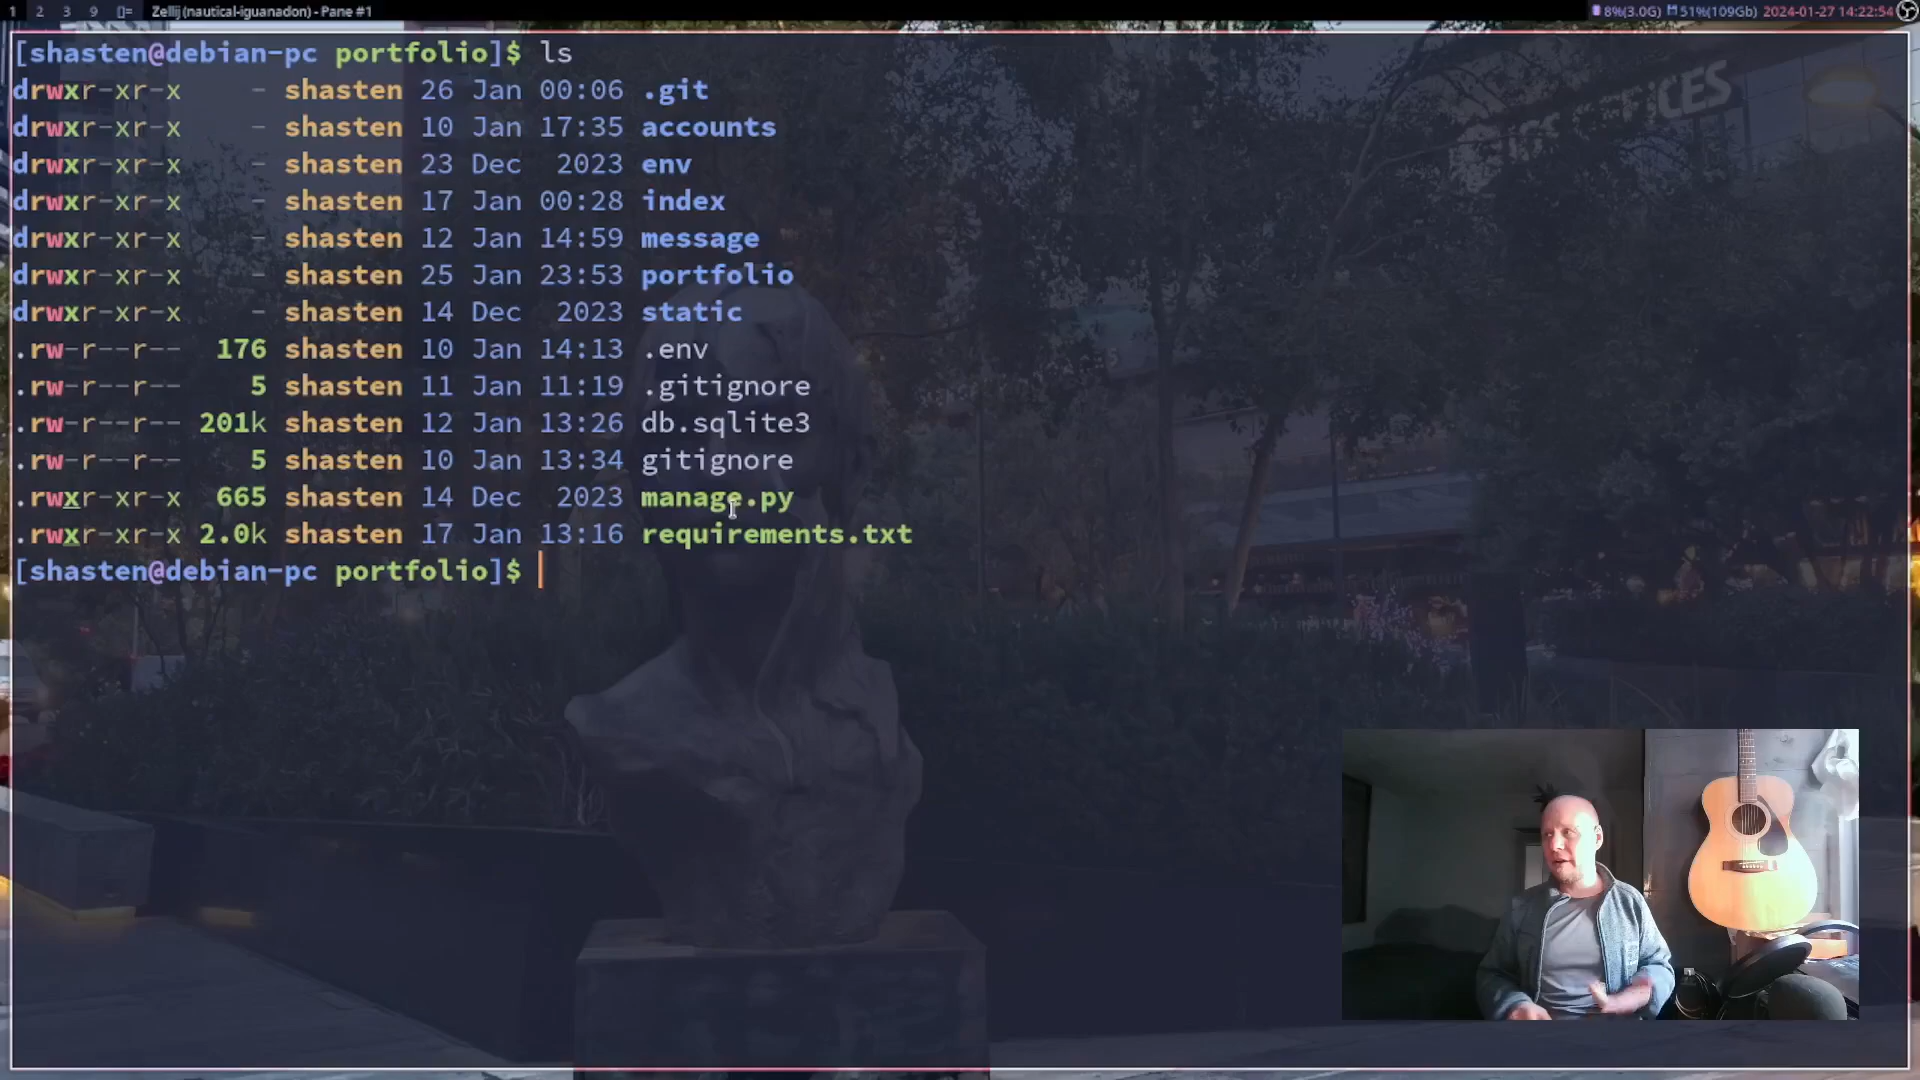 1 2 3 9 []= Zellij (nautical-iguanadon) - Pane #1 8%(3.0G) 51%(109Gb) 2024-01-27 14:22:54
[shasten@debian-pc portfolio]$ ls
drwxr-xr-x - shasten 26 Jan 00:06 .git
drwxr-xr-x - shasten 10 Jan 17:35 accounts
drwxr-xr-x - shasten 23 Dec 2023 env
drwxr-xr-x - shasten 17 Jan 00:28 index
drwxr-xr-x - shasten 12 Jan 14:59 message
drwxr-xr-x - shasten 25 Jan 23:53 portfolio
drwxr-xr-x - shasten 14 Dec 2023 static
.rw-r--r-- 176 shasten 10 Jan 14:13 .env
.rw-r--r-- 5 shasten 11 Jan 11:19 .gitignore
.rw-r--r-- 201k shasten 12 Jan 13:26 db.sqlite3
.rw-r--r-- 5 shasten 10 Jan 13:34 gitignore
.rwxr-xr-x 665 shasten 14 Dec 2023 manage.py
.rwxr-xr-x 2.0k shasten 17 Jan 13:16 requirements.txt
[shasten@debian-pc portfolio]$